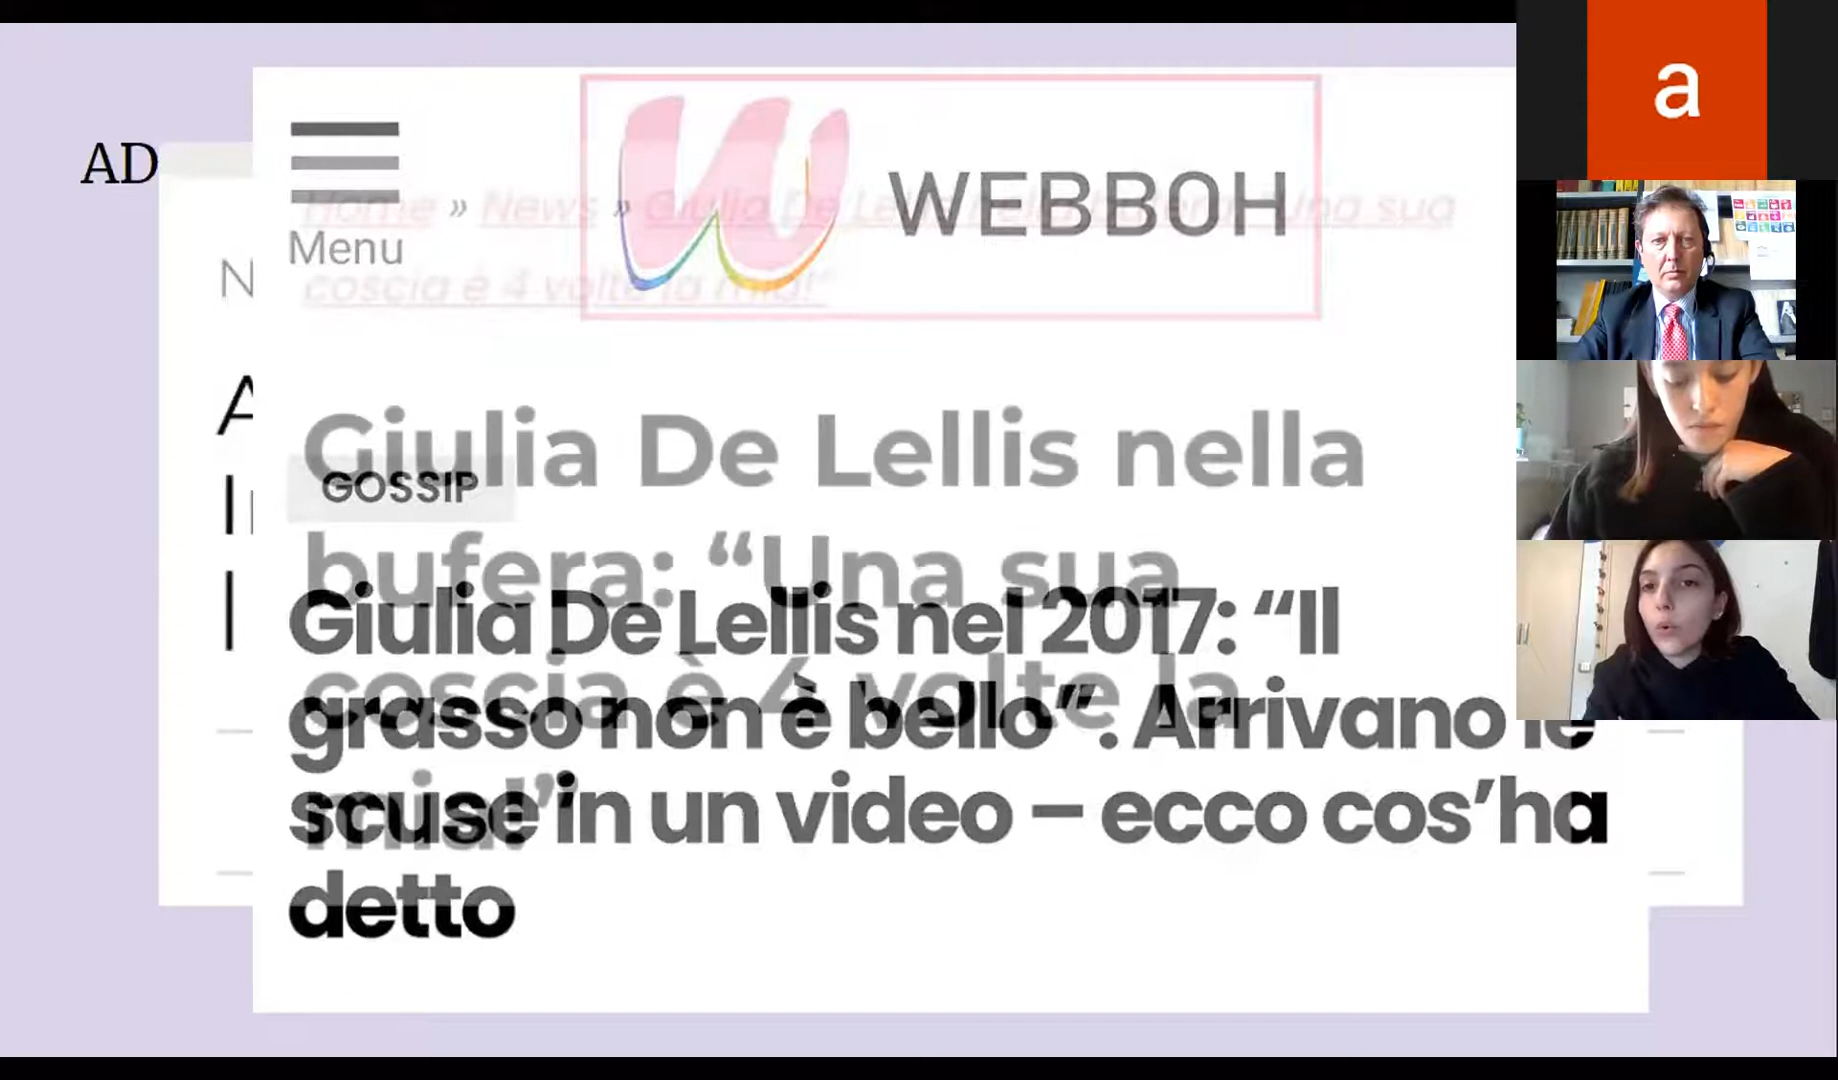 a
AD
WEBBOH
Menu
Home » News » Giulia De Lellis nella bufera: “Una sua
coscia è 4 volte la mia!”
Giulia De Lellis nella
bufera: “Una sua
coscia è 4 volte la
mia!”
GOSSIP
Giulia De Lellis nel 2017: “Il
grasso non è bello”. Arrivano le
scuse in un video – ecco cos’ha
detto